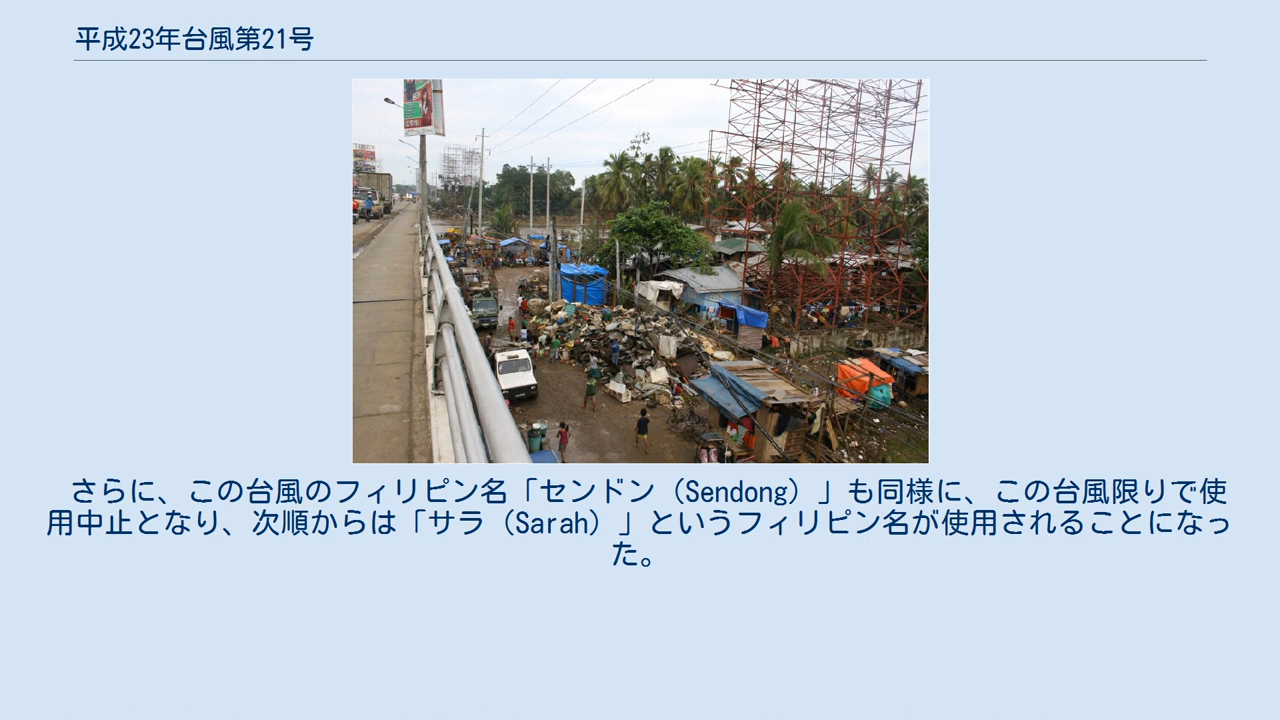 平成23年台風第21号
さらに、この台風のフィリピン名「センドン（Sendong）」も同様に、この台風限りで使
用中止となり、次順からは「サラ（Sarah）」というフィリピン名が使用されることになっ
た。